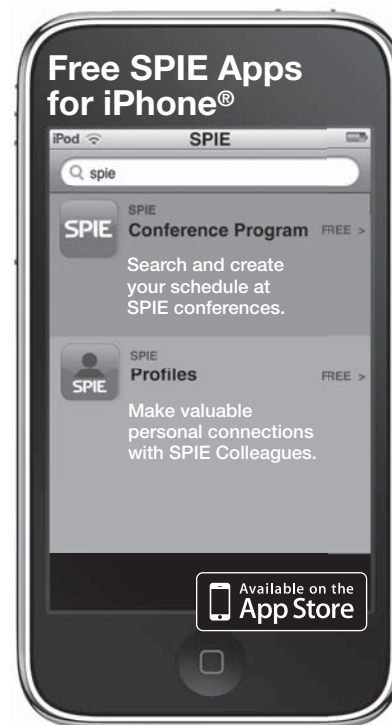 Free SPIE Apps
for iPhone®
iPod SPIE
spie
SPIE
SPIE
Conference Program FREE >
Search and create
your schedule at
SPIE conferences.
SPIE
SPIE
Profiles FREE >
Make valuable
personal connections
with SPIE Colleagues.
Available on the
App Store